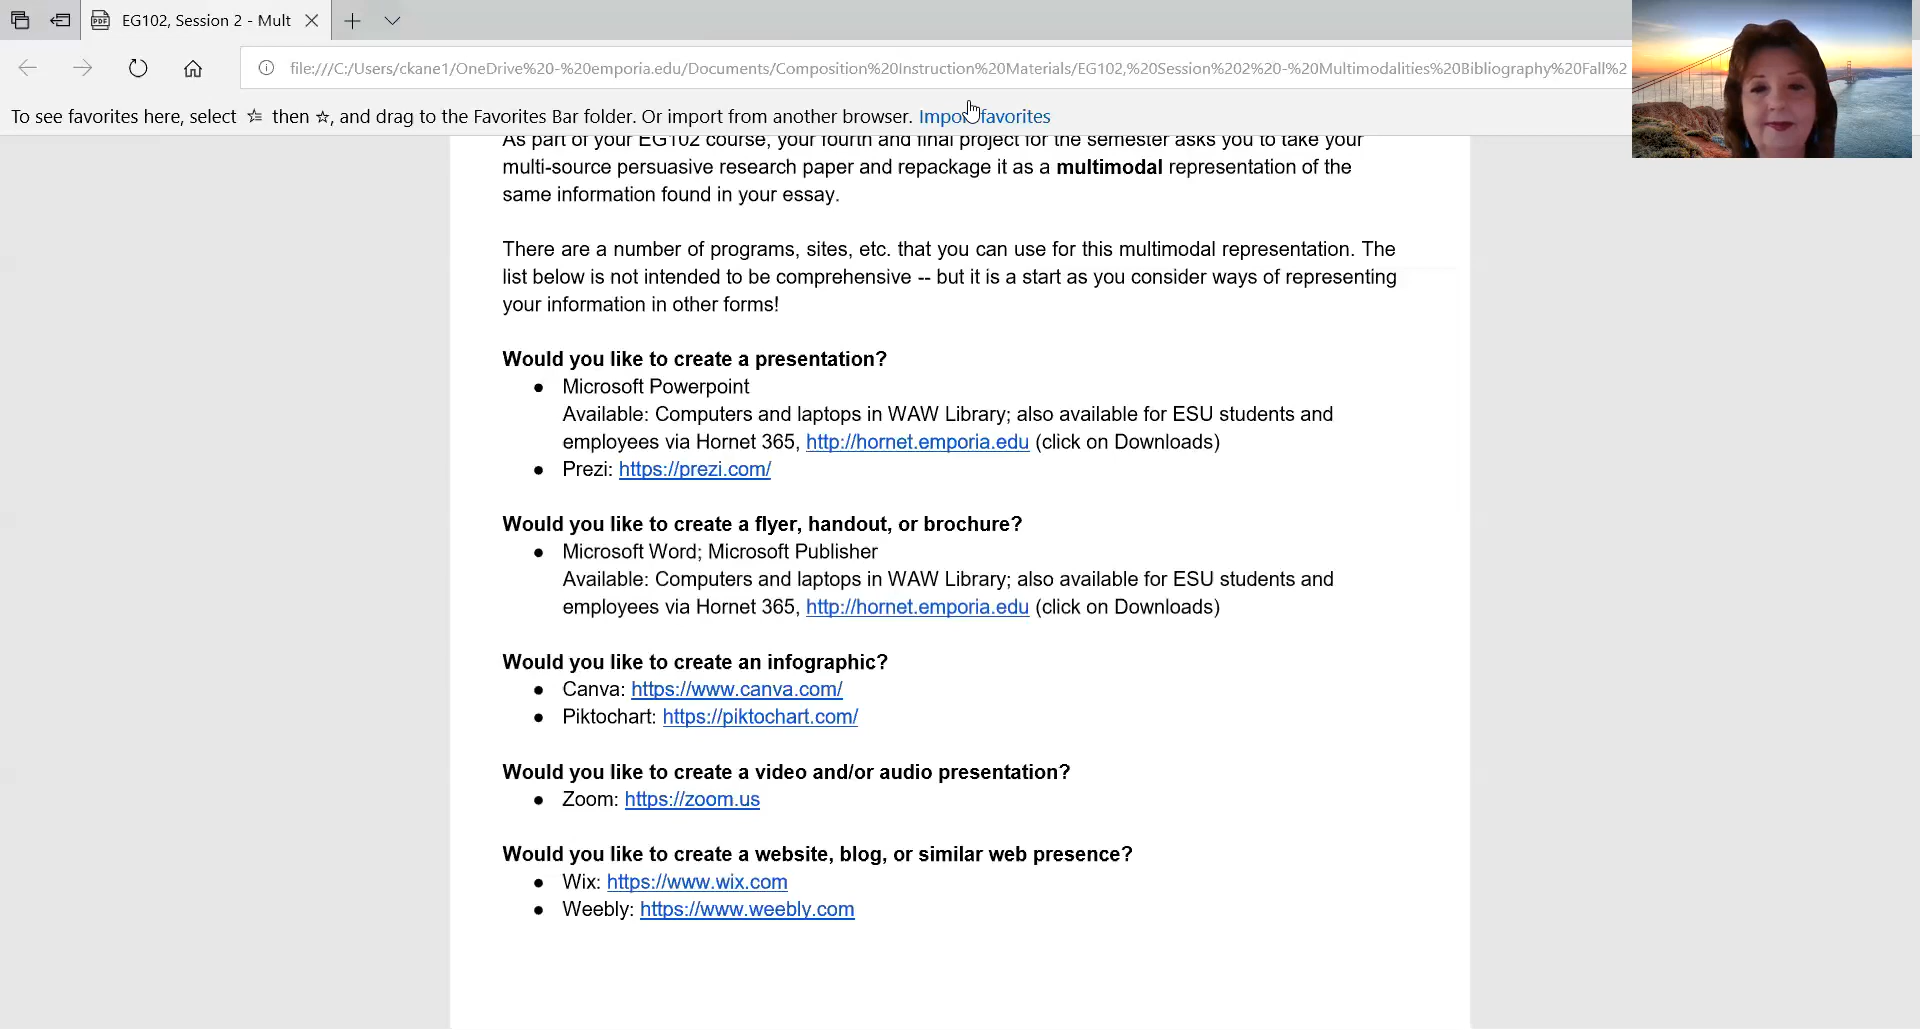 EG102, Session 2 - Mult
file:///C:/Users/ckane1/OneDrive%20-%20emporia.edu/Documents/Composition%20Instruction%20Materials/EG102,%20Session%202%20-%20Multimodalities%20Bibliography%20Fall%2
To see favorites here, select ☆ then ☆, and drag to the Favorites Bar folder. Or import from another browser. Import favorites
As part of your EG102 course, your fourth and final project for the semester asks you to take your
multi-source persuasive research paper and repackage it as a multimodal representation of the
same information found in your essay.
There are a number of programs, sites, etc. that you can use for this multimodal representation. The
list below is not intended to be comprehensive -- but it is a start as you consider ways of representing
your information in other forms!
Would you like to create a presentation?
● Microsoft Powerpoint
Available: Computers and laptops in WAW Library; also available for ESU students and
employees via Hornet 365, http://hornet.emporia.edu (click on Downloads)
● Prezi: https://prezi.com/
Would you like to create a flyer, handout, or brochure?
● Microsoft Word; Microsoft Publisher
Available: Computers and laptops in WAW Library; also available for ESU students and
employees via Hornet 365, http://hornet.emporia.edu (click on Downloads)
Would you like to create an infographic?
● Canva: https://www.canva.com/
● Piktochart: https://piktochart.com/
Would you like to create a video and/or audio presentation?
● Zoom: https://zoom.us
Would you like to create a website, blog, or similar web presence?
● Wix: https://www.wix.com
● Weebly: https://www.weebly.com